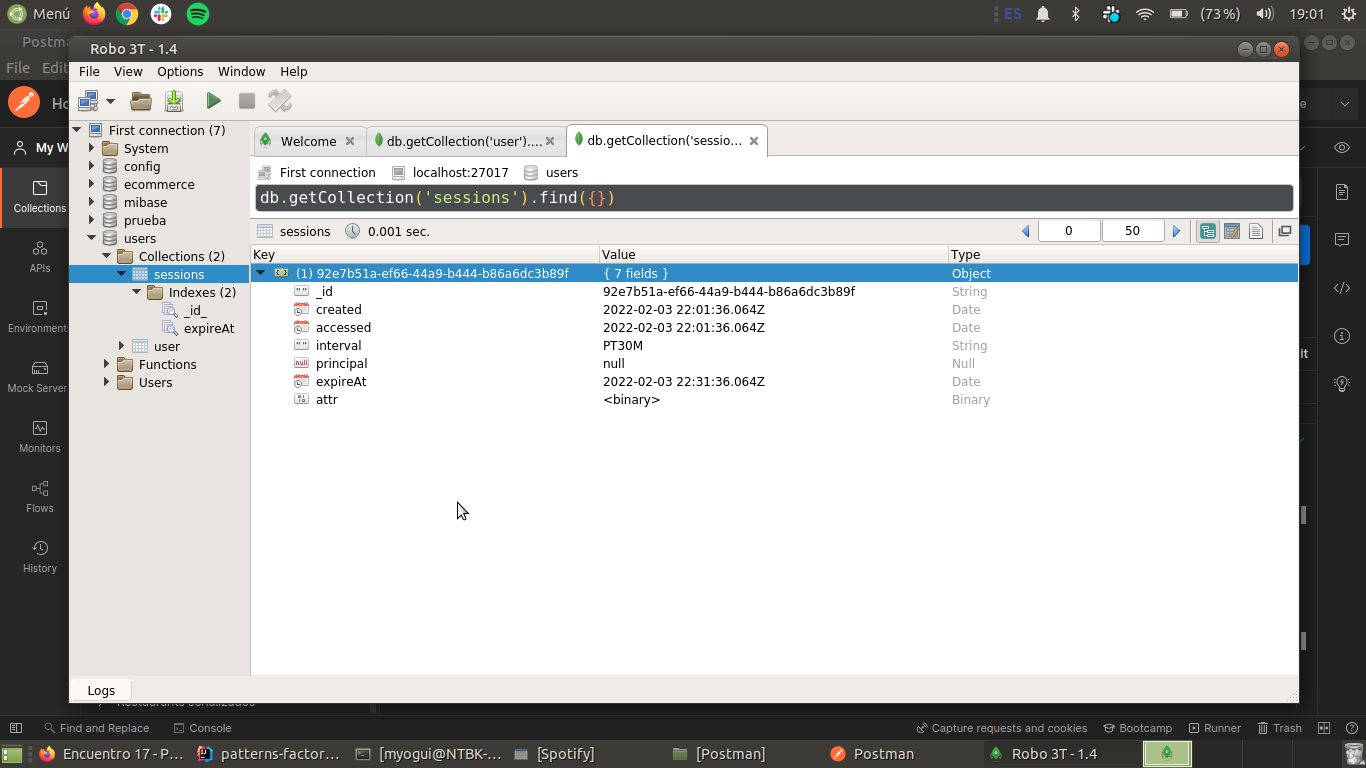 Menú
ES
(73%)
19:01
Postma
Robo 3T - 1.4
File Edit
File View Options Window Help
Ho
e
My W
Collections
APIs
Environment
Mock Server
Monitors
Flows
History
First connection (7)
System
config
ecommerce
mibase
prueba
users
Collections (2)
sessions
Indexes (2)
_id_
expireAt
user
Functions
Users
Welcome
db.getCollection('user')....
db.getCollection('sessio...
First connection localhost:27017 users
db.getCollection('sessions').find({})
sessions 0.001 sec. 0 50
Key Value Type
(1) 92e7b51a-ef66-44a9-b444-b86a6dc3b89f { 7 fields } Object
_id 92e7b51a-ef66-44a9-b444-b86a6dc3b89f String
created 2022-02-03 22:01:36.064Z Date
accessed 2022-02-03 22:01:36.064Z Date
interval PT30M String
principal null Null
expireAt 2022-02-03 22:31:36.064Z Date
attr <binary> Binary
it
Logs
Find and Replace Console Capture requests and cookies Bootcamp Runner Trash
Encuentro 17 - P... patterns-factor... [myogui@NTBK-... [Spotify] [Postman] Postman Robo 3T - 1.4